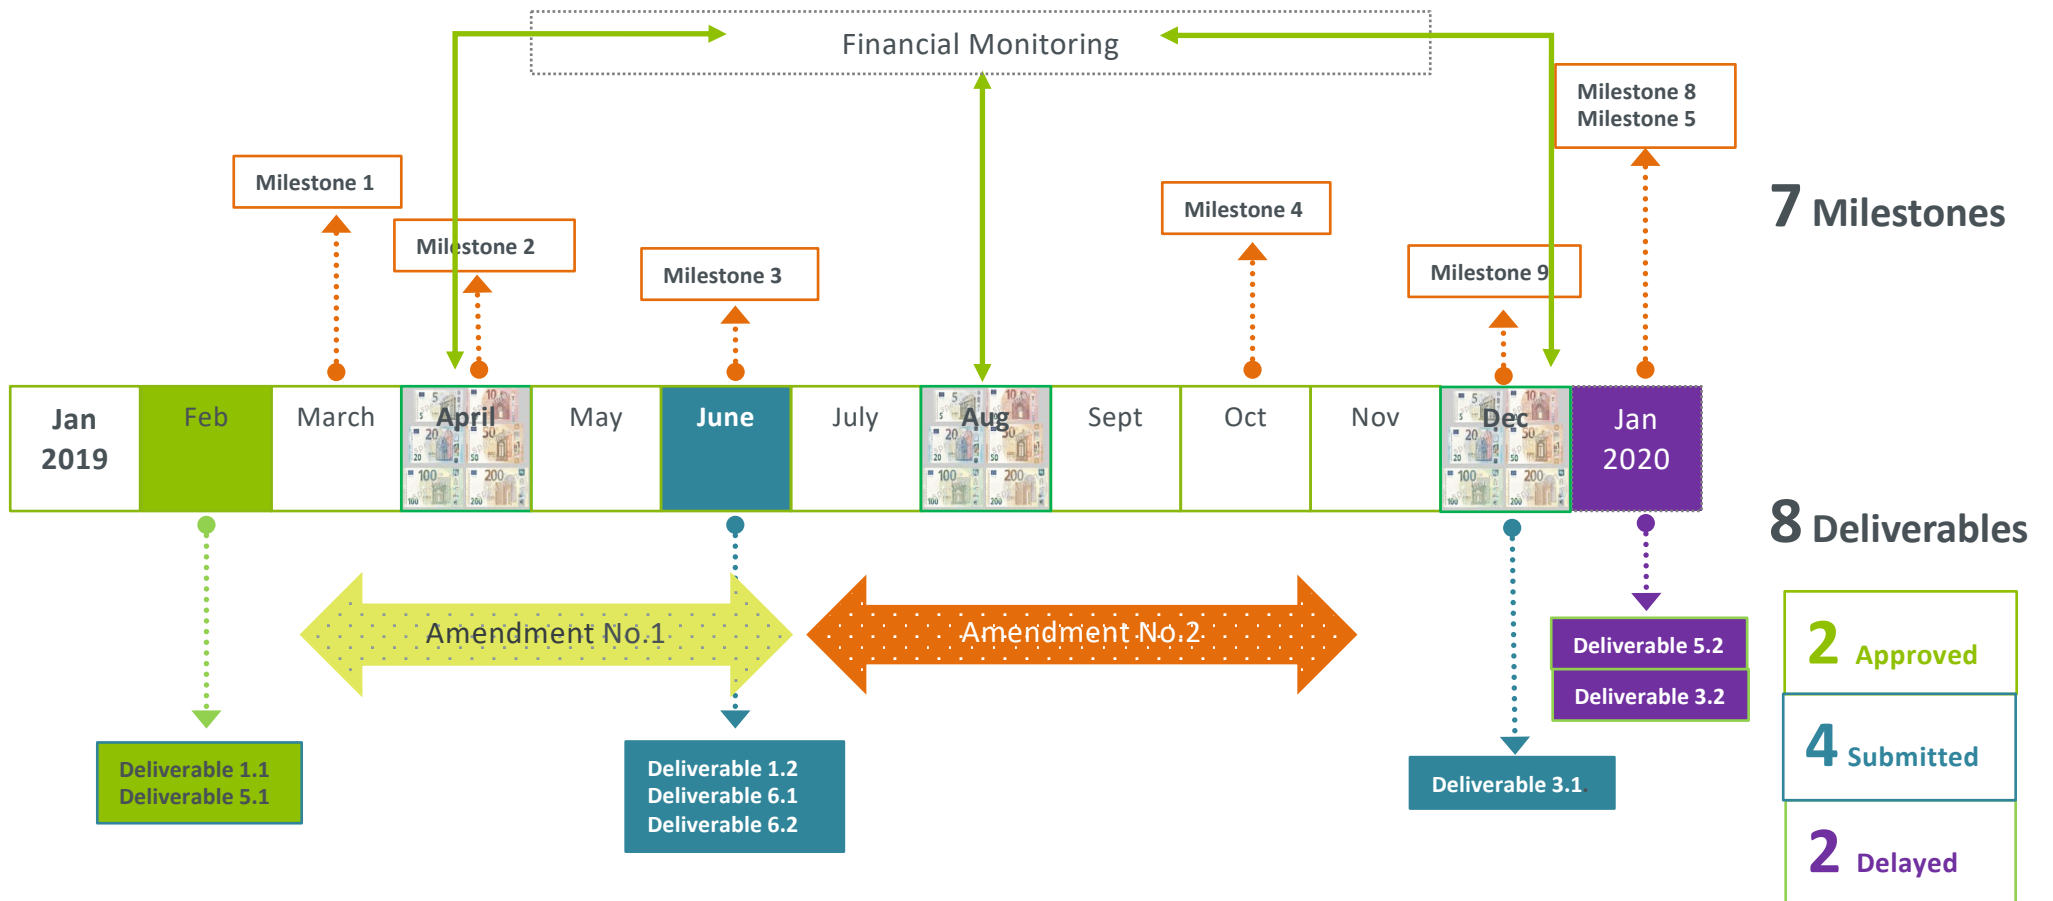 Financial Monitoring
Milestone 8
Milestone 5
Milestone 1
Milestone 4
Milestone 2
Milestone 3
Milestone 9
7 Milestones
Jan
2019
Feb
March
April
May
June
July
Aug
Sept
Oct
Nov
Dec
Jan
2020
8 Deliverables
Amendment No.1
Amendment No.2
Deliverable 5.2
Deliverable 3.2
Deliverable 1.1
Deliverable 5.1
Deliverable 1.2
Deliverable 6.1
Deliverable 6.2
Deliverable 3.1.
2 Approved
4 Submitted
2 Delayed